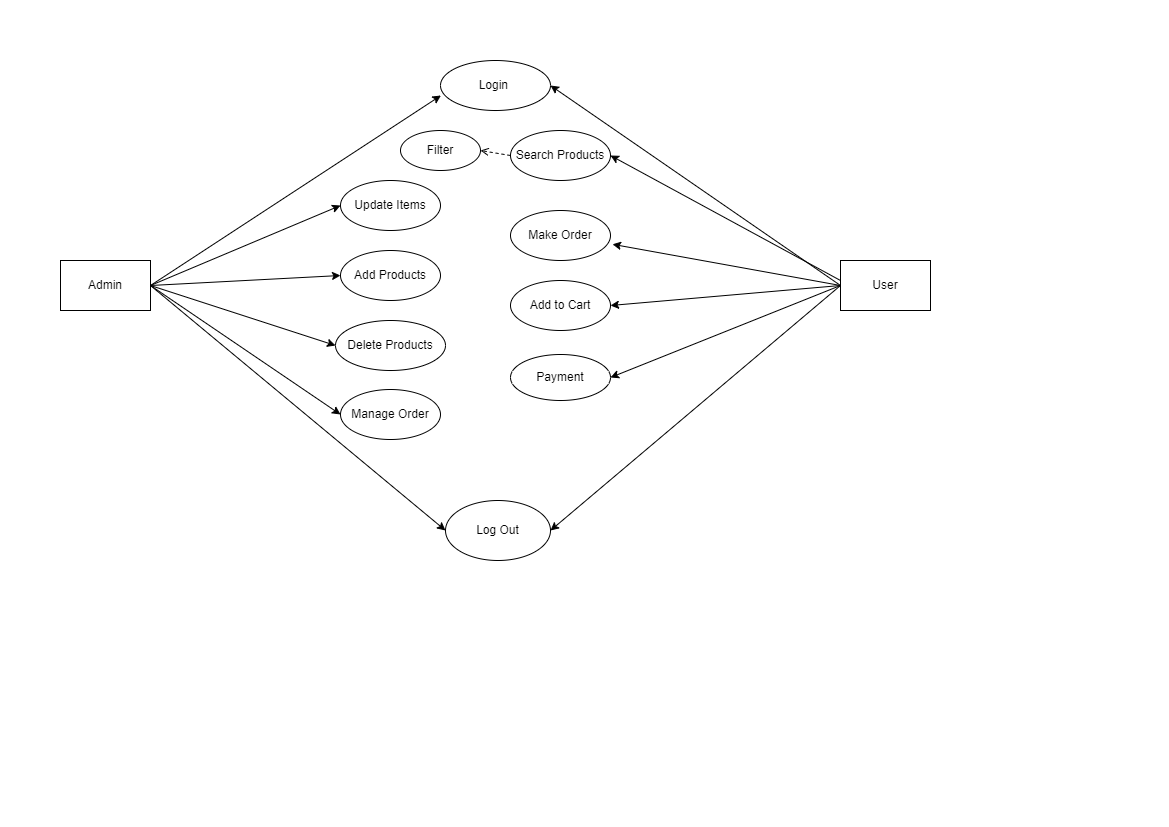 Login
Filter
Search Products
Update Items
Make Order
Add Products
Admin
User
Add to Cart
Delete Products
Payment
Manage Order
Log Out